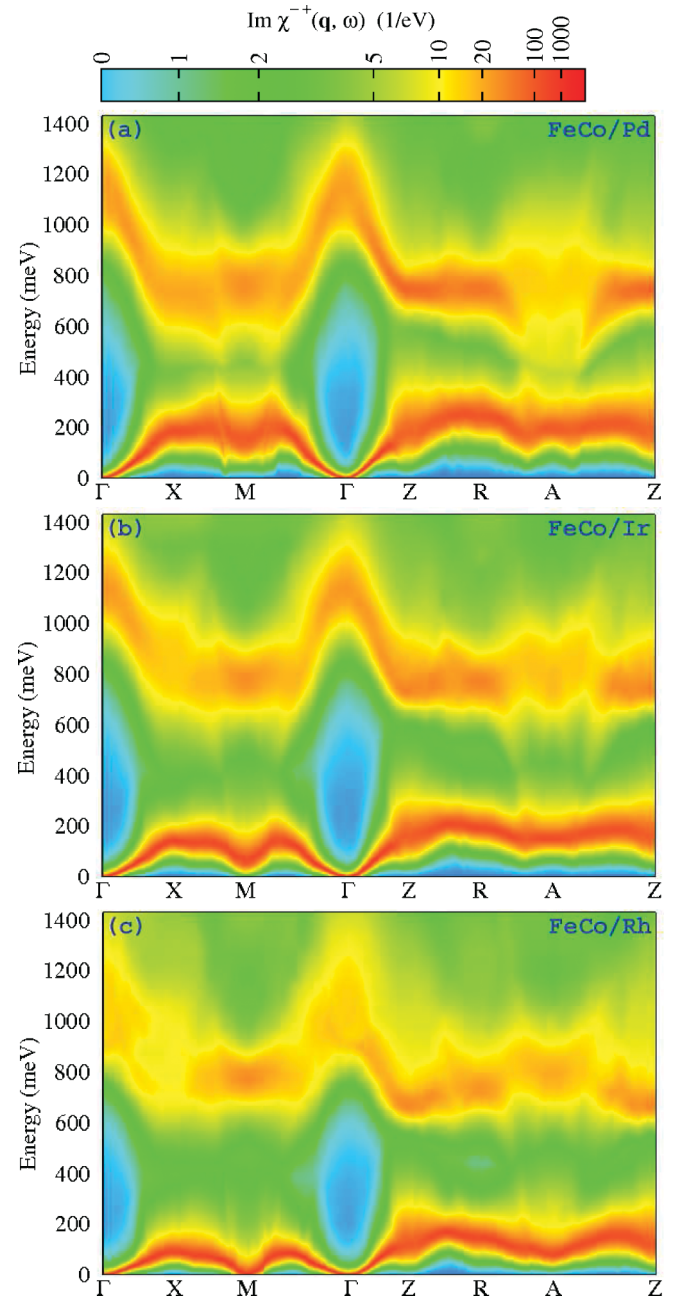 Im χ⁻⁺(q, ω) (1/eV)
0 1 2 5 10 20 100 1000
(a) FeCo/Pd
Energy (meV)
1400
1200
1000
800
600
400
200
0
Γ X M Γ Z R A Z
(b) FeCo/Ir
Energy (meV)
1400
1200
1000
800
600
400
200
0
Γ X M Γ Z R A Z
(c) FeCo/Rh
Energy (meV)
1400
1200
1000
800
600
400
200
0
Γ X M Γ Z R A Z